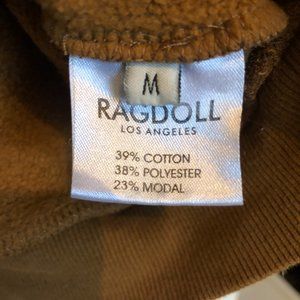 M
RAGDOLL
LOS ANGELES
39% COTTON
38% POLYESTER
23% MODAL